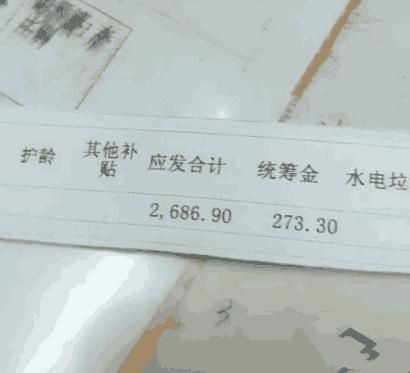 护龄 其他补贴 应发合计 统筹金 水电垃
2,686.90 273.30
3